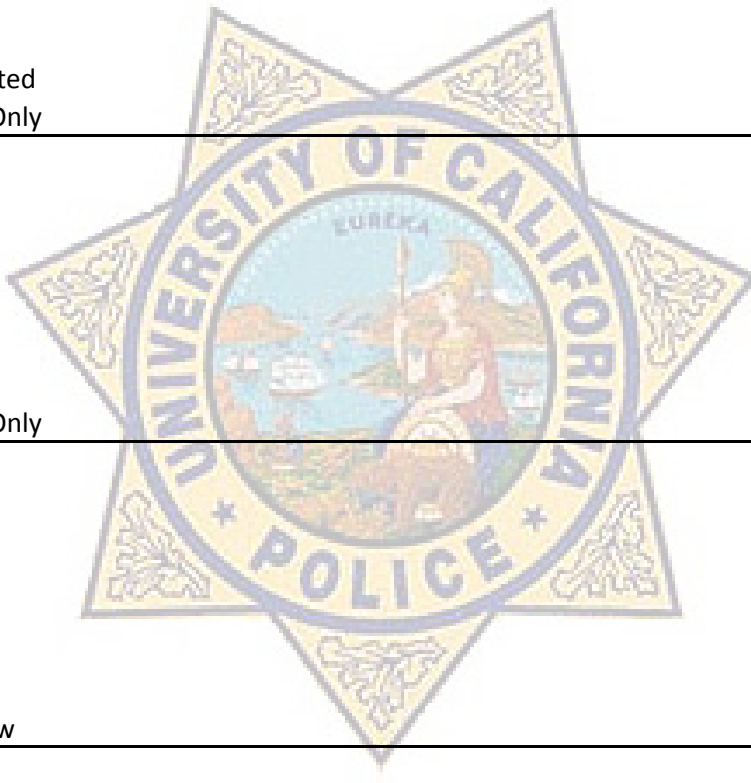 ted
Only
UNIVERSITY OF CALIFORNIA
EUREKA
Only
POLICE
w